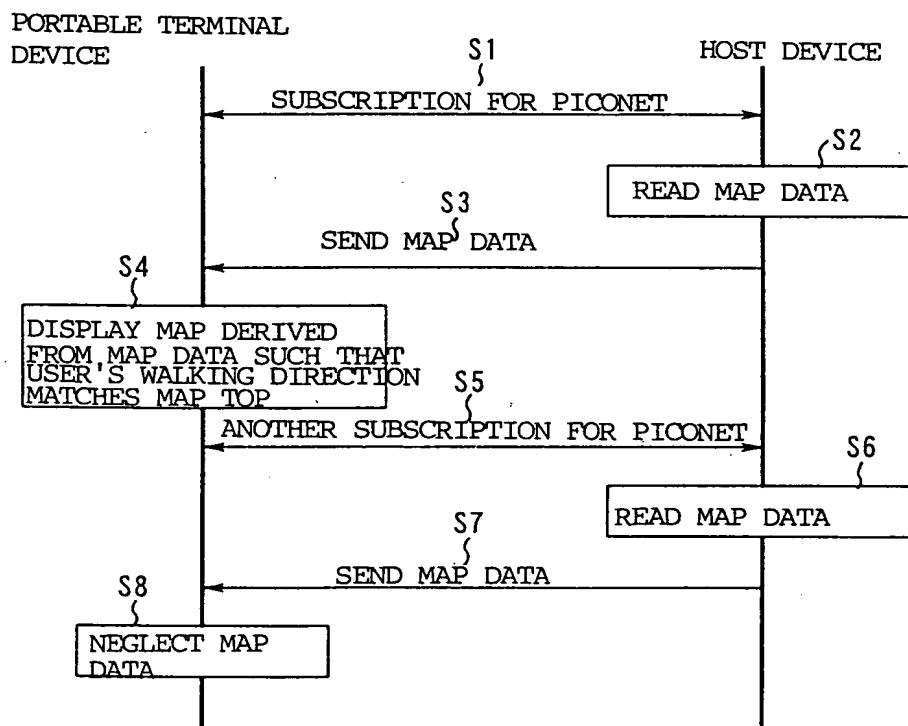 PORTABLE TERMINAL
DEVICE
HOST DEVICE
S1
SUBSCRIPTION FOR PICONET
S2
READ MAP DATA
S3
SEND MAP DATA
S4
DISPLAY MAP DERIVED
FROM MAP DATA SUCH THAT
USER'S WALKING DIRECTION
MATCHES MAP TOP
S5
ANOTHER SUBSCRIPTION FOR PICONET
S6
READ MAP DATA
S7
SEND MAP DATA
S8
NEGLECT MAP
DATA